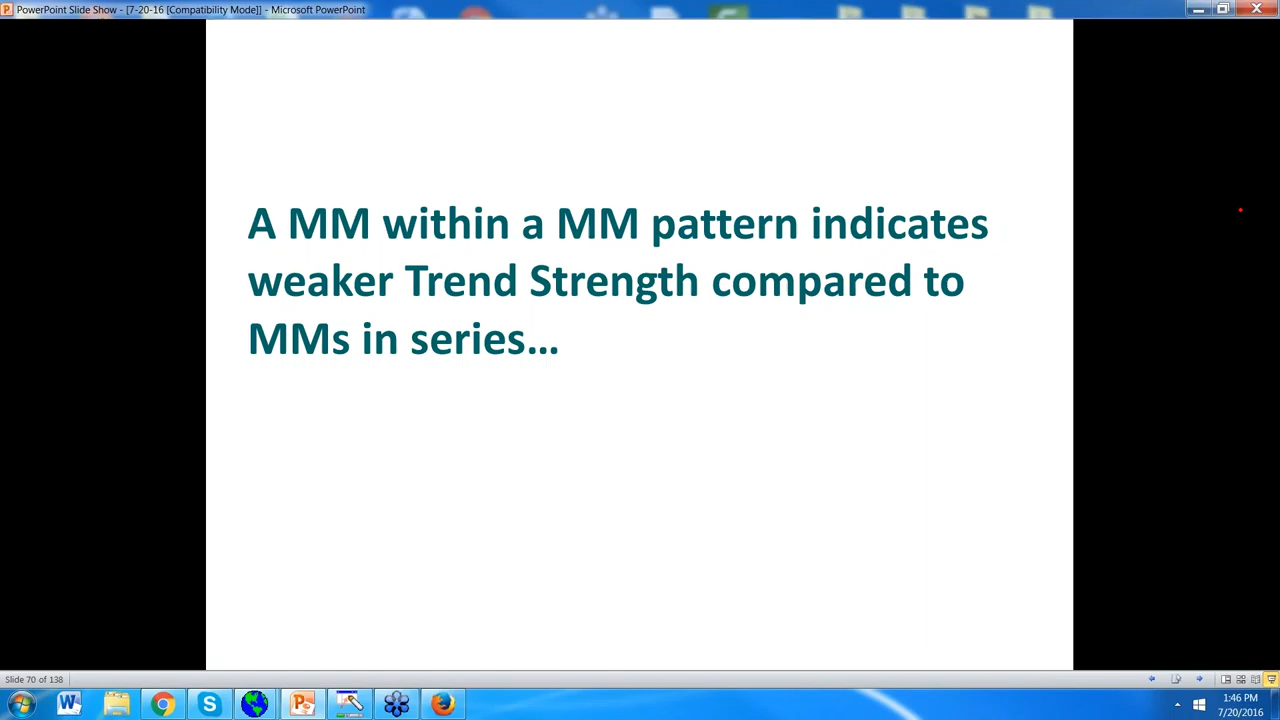 PowerPoint Slide Show - [7-20-16 [Compatibility Mode]] - Microsoft PowerPoint
A MM within a MM pattern indicates
weaker Trend Strength compared to
MMs in series...
Slide 70 of 138
1:46 PM
7/20/2016